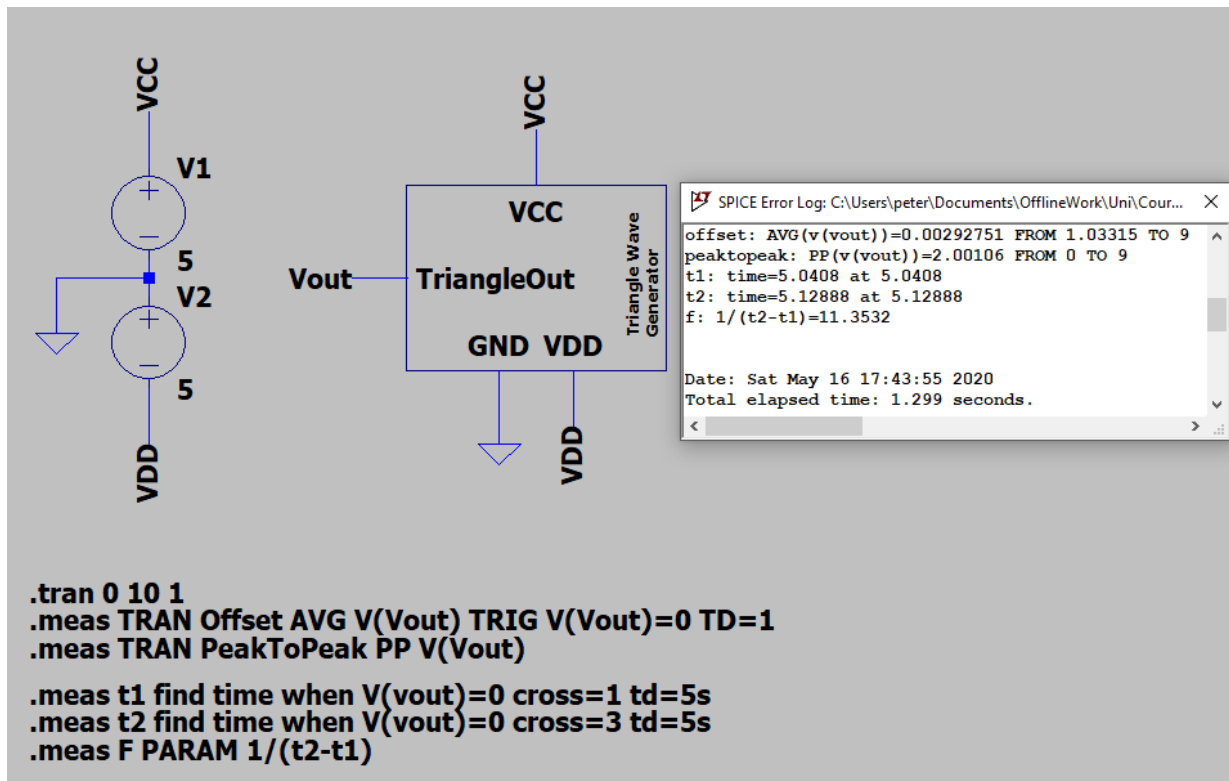 VCC
V1
5
V2
5
VDD
VCC
VCC
Vout
TriangleOut
Triangle Wave
Generator
GND VDD
VDD
SPICE Error Log: C:\Users\peter\Documents\OfflineWork\Uni\Cour...
offset: AVG(v(vout))=0.00292751 FROM 1.03315 TO 9
peaktopeak: PP(v(vout))=2.00106 FROM 0 TO 9
t1: time=5.0408 at 5.0408
t2: time=5.12888 at 5.12888
f: 1/(t2-t1)=11.3532
Date: Sat May 16 17:43:55 2020
Total elapsed time: 1.299 seconds.
.tran 0 10 1
.meas TRAN Offset AVG V(Vout) TRIG V(Vout)=0 TD=1
.meas TRAN PeakToPeak PP V(Vout)
.meas t1 find time when V(vout)=0 cross=1 td=5s
.meas t2 find time when V(vout)=0 cross=3 td=5s
.meas F PARAM 1/(t2-t1)